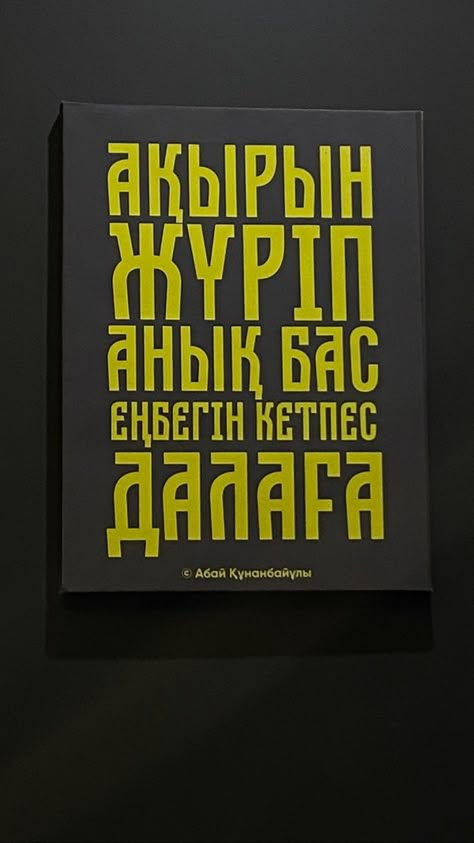 АҚЫРЫН
ЖҮРІП
АНЫҚ БАС
ЕҢБЕГІН КЕТПЕС
ДАЛАҒА
© Абай Құнанбайұлы